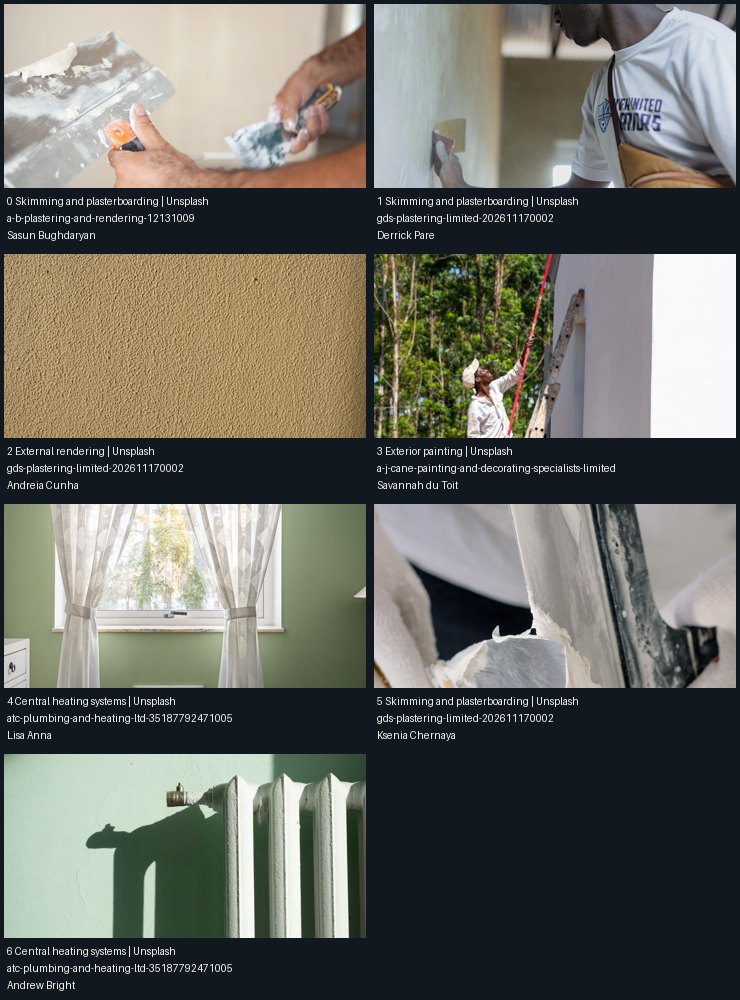 0 Skimming and plasterboarding | Unsplash
a-b-plastering-and-rendering-12131009
Sasun Bughdaryan
1 Skimming and plasterboarding | Unsplash
gds-plastering-limited-202611170002
Derrick Pare
2 External rendering | Unsplash
gds-plastering-limited-202611170002
Andreia Cunha
3 Exterior painting | Unsplash
a-j-cane-painting-and-decorating-specialists-limited
Savannah du Toit
4 Central heating systems | Unsplash
atc-plumbing-and-heating-ltd-35187792471005
Lisa Anna
5 Skimming and plasterboarding | Unsplash
gds-plastering-limited-202611170002
Ksenia Chernaya
6 Central heating systems | Unsplash
atc-plumbing-and-heating-ltd-35187792471005
Andrew Bright